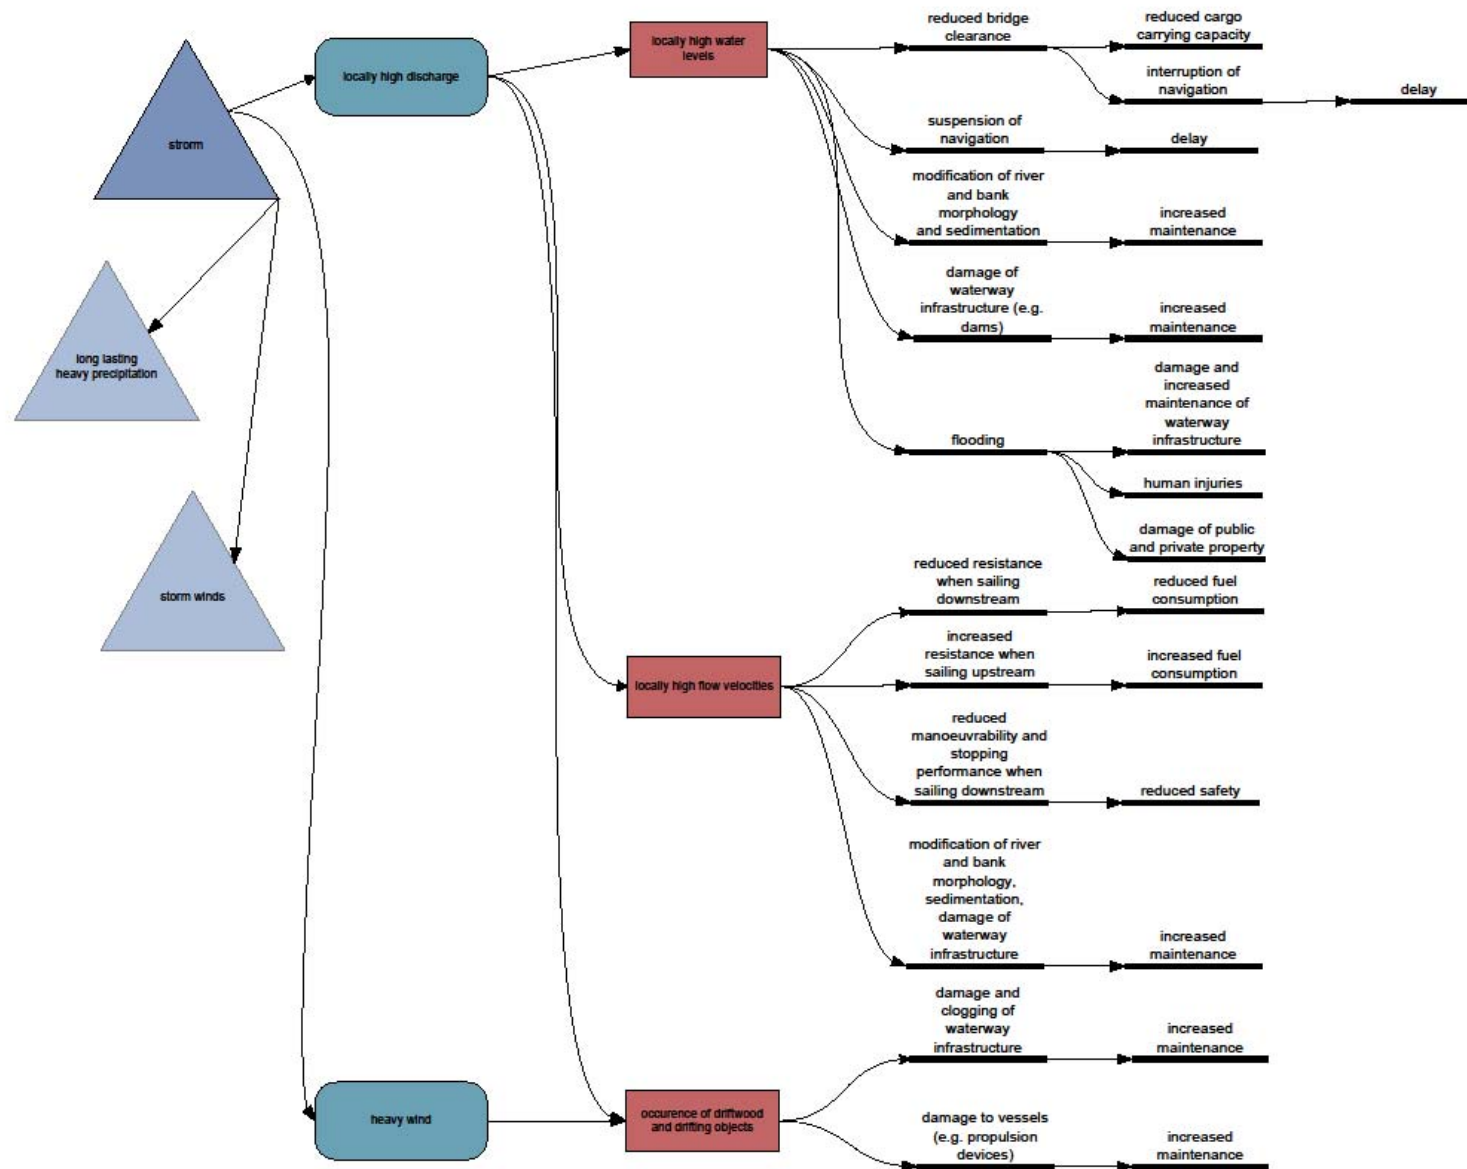 strorm
long lasting
heavy precipitation
storm winds
locally high discharge
heavy wind
locally high water
levels
locally high flow velocities
occurence of driftwood
and drifting objects
reduced bridge
clearance
reduced cargo
carrying capacity
interruption of
navigation
delay
suspension of
navigation
delay
modification of river
and bank
morphology
and sedimentation
increased
maintenance
damage of
waterway
infrastructure (e.g.
dams)
increased
maintenance
flooding
damage and
increased
maintenance of
waterway
infrastructure
human injuries
damage of public
and private property
reduced resistance
when sailing
downstream
reduced fuel
consumption
increased
resistance when
sailing upstream
increased fuel
consumption
reduced
manoeuvrability and
stopping
performance when
sailing downstream
reduced safety
modification of river
and bank
morphology,
sedimentation,
damage of
waterway
infrastructure
increased
maintenance
damage and
clogging of
waterway
infrastructure
increased
maintenance
damage to vessels
(e.g. propulsion
devices)
increased
maintenance